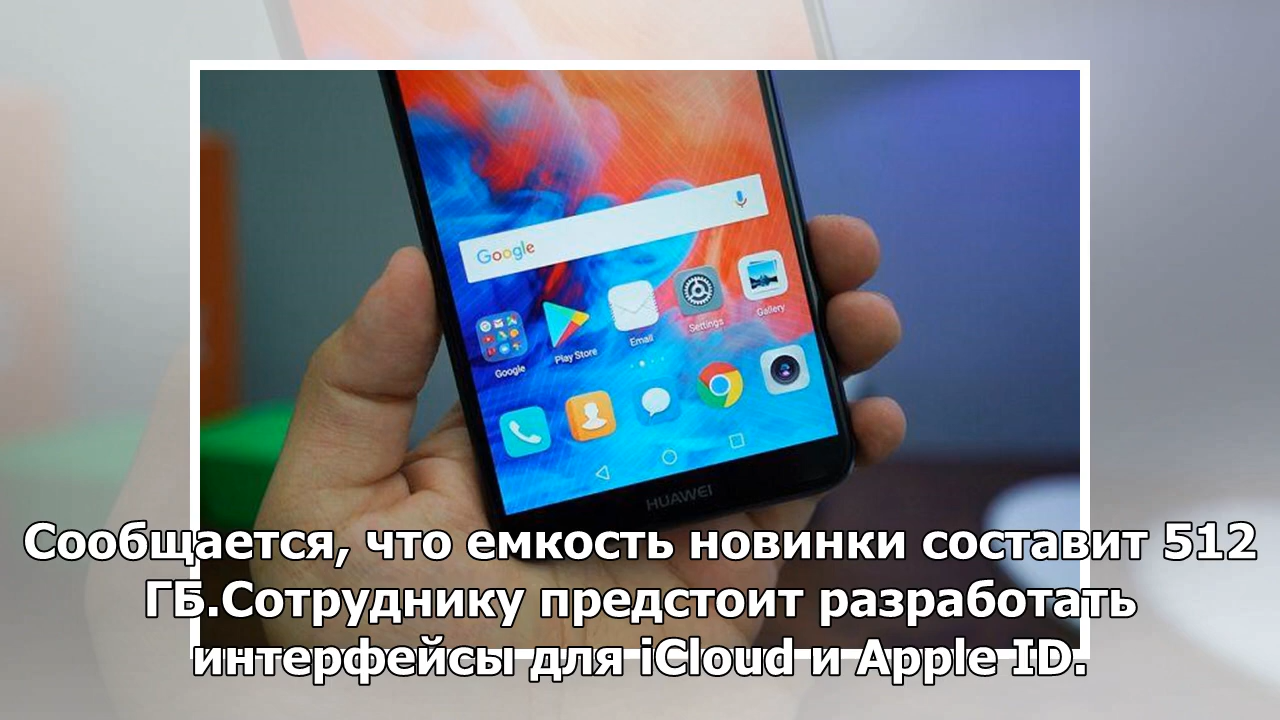 Google
Google
Play Store
Email
Settings
Gallery
HUAWEI
Сообщается, что емкость новинки составит 512
ГБ.Сотруднику предстоит разработать
интерфейсы для iCloud и Apple ID.